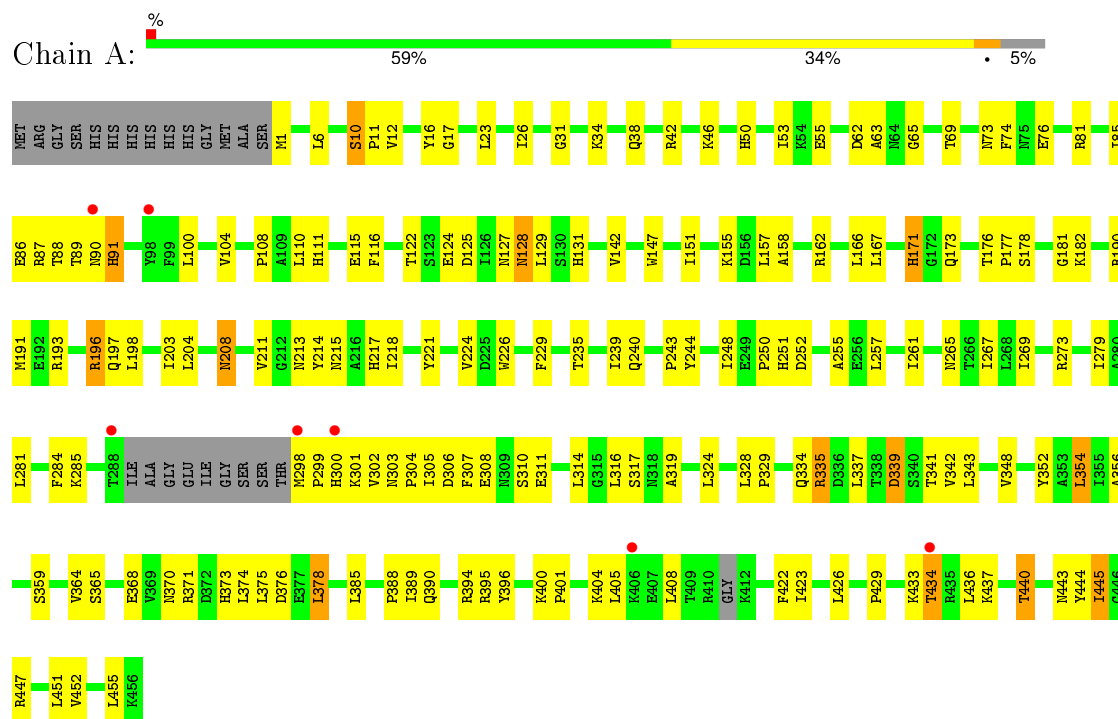 %
Chain A:
59% 34% • 5%
MET ARG GLY SER HIS HIS HIS HIS HIS HIS GLY MET ALA SER M1 L6 S10 P11 V12 Y16 G17 L23 I26 G31 K34 Q38 R42 K46 H50 I53 K54 E55 D62 A63 N64 G65 T69 N73 F74 N75 E76 R81 I85
E86 R87 T88 T89 N90 H91 Y98 F99 L100 V104 P108 A109 L110 H111 E115 F116 T122 S123 E124 D125 I126 N127 N128 L129 S130 H131 V142 W147 I151 K155 D156 L157 A158 R162 L166 L167 H171 G172 Q173 T176 P177 S178 G181 K182 R190
M191 E192 R193 R196 Q197 L198 I203 L204 N208 V211 G212 N213 Y214 N215 A216 H217 I218 Y221 V224 D225 W226 F229 T235 I239 Q240 P243 Y244 I248 E249 P250 H251 D252 A255 E256 L257 I261 N265 T266 I267 L268 I269 R273 I279 A280
L281 F284 K285 T288 ILE ALA GLY GLU ILE GLY SER SER THR M298 P299 H300 K301 V302 N303 P304 I305 D306 F307 E308 N309 S310 E311 L314 G315 L316 S317 N318 A319 L324 L328 P329 Q334 R335 D336 L337 T338 D339 S340 T341 V342 L343 V348 Y352 A353 L354 I355 A356
S359 V364 S365 E368 V369 N370 R371 D372 H373 L374 L375 D376 E377 L378 L385 P388 I389 Q390 R394 R395 Y396 K400 P401 K404 L405 K406 E407 L408 T409 R410 GLY K412 F422 I423 L426 P429 K433 T434 R435 L436 K437 T440 N443 Y444 I445
R447 L451 V452 L455 K456